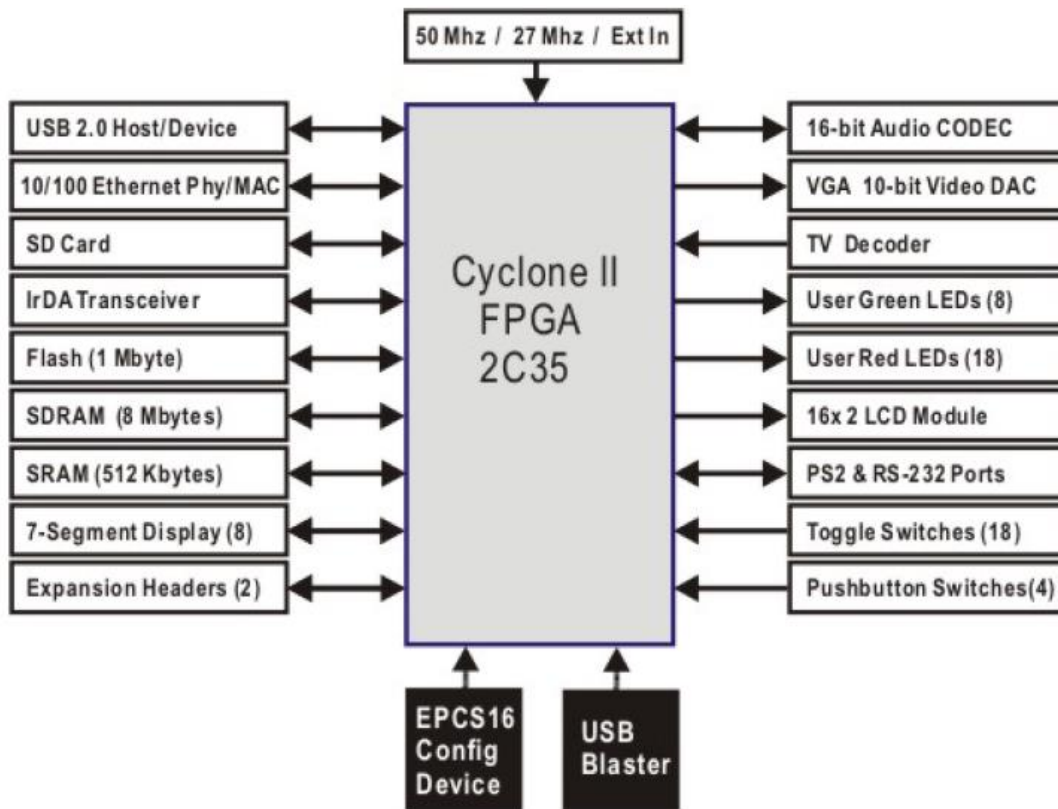 50 Mhz / 27 Mhz / Ext In
USB 2.0 Host/Device
10/100 Ethernet Phy/MAC
SD Card
IrDA Transceiver
Flash (1 Mbyte)
SDRAM (8 Mbytes)
SRAM (512 Kbytes)
7-Segment Display (8)
Expansion Headers (2)
Cyclone II
FPGA
2C35
16-bit Audio CODEC
VGA 10-bit Video DAC
TV Decoder
User Green LEDs (8)
User Red LEDs (18)
16x 2 LCD Module
PS2 & RS-232 Ports
Toggle Switches (18)
Pushbutton Switches(4)
EPCS16
Config
Device
USB
Blaster